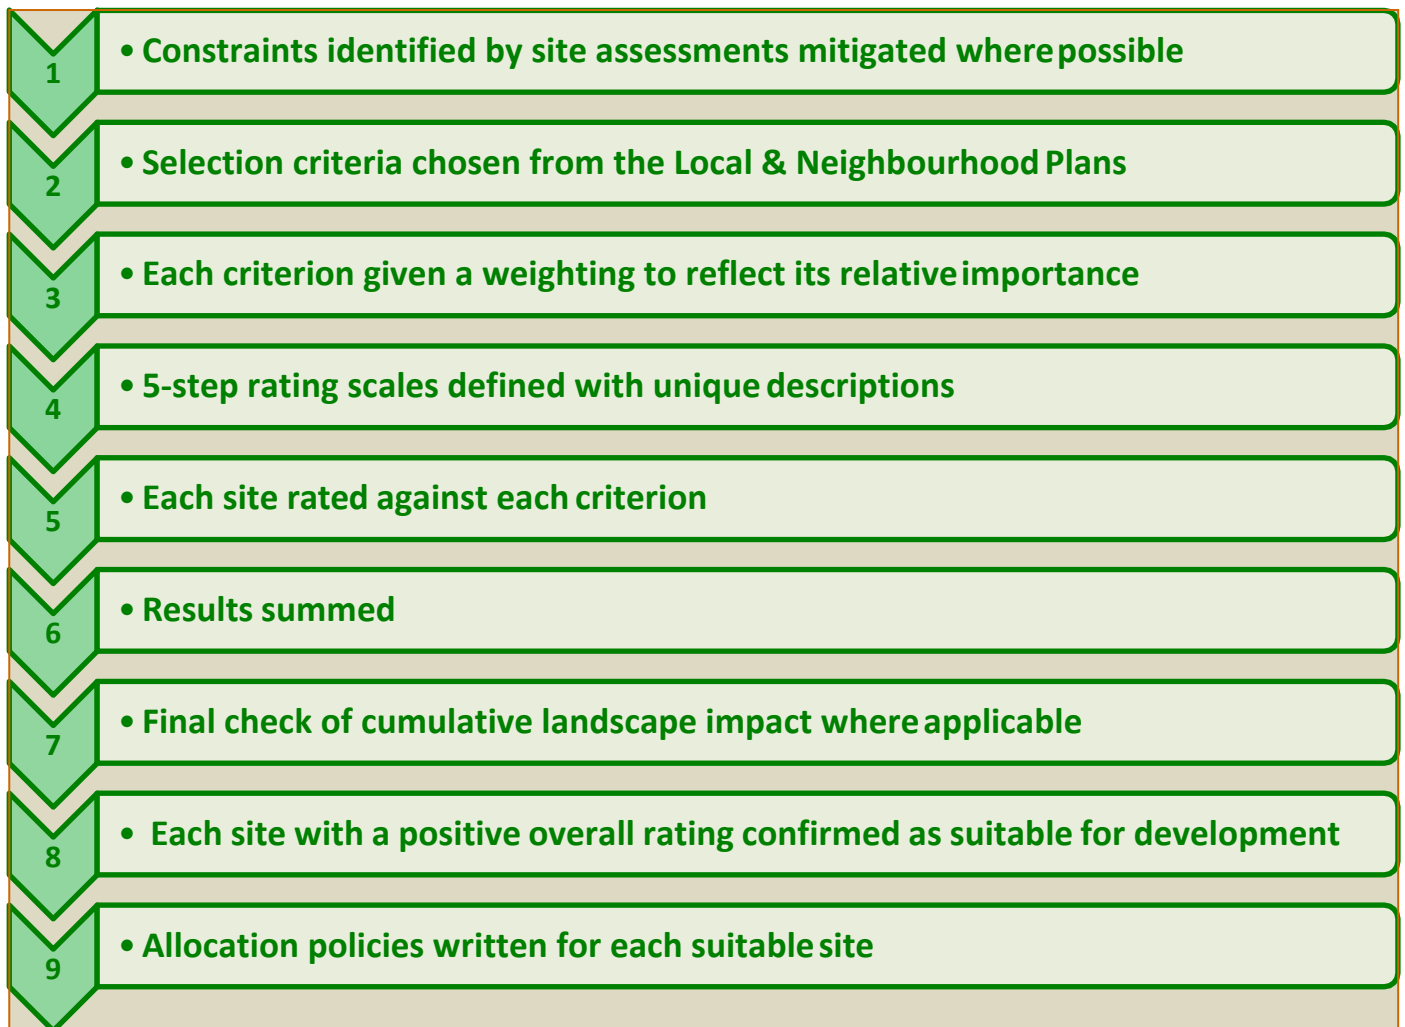 1
• Constraints identified by site assessments mitigated where possible
2
• Selection criteria chosen from the Local & Neighbourhood Plans
3
• Each criterion given a weighting to reflect its relative importance
4
• 5-step rating scales defined with unique descriptions
5
• Each site rated against each criterion
6
• Results summed
7
• Final check of cumulative landscape impact where applicable
8
• Each site with a positive overall rating confirmed as suitable for development
9
• Allocation policies written for each suitable site